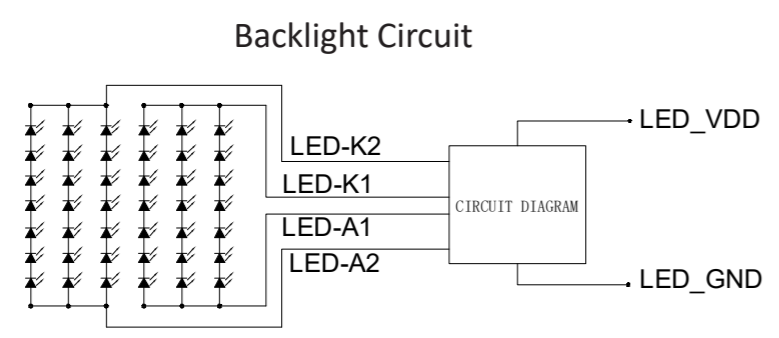 Backlight Circuit
LED_VDD
LED-K2
LED-K1
CIRCUIT DIAGRAM
LED-A1
LED-A2
LED_GND